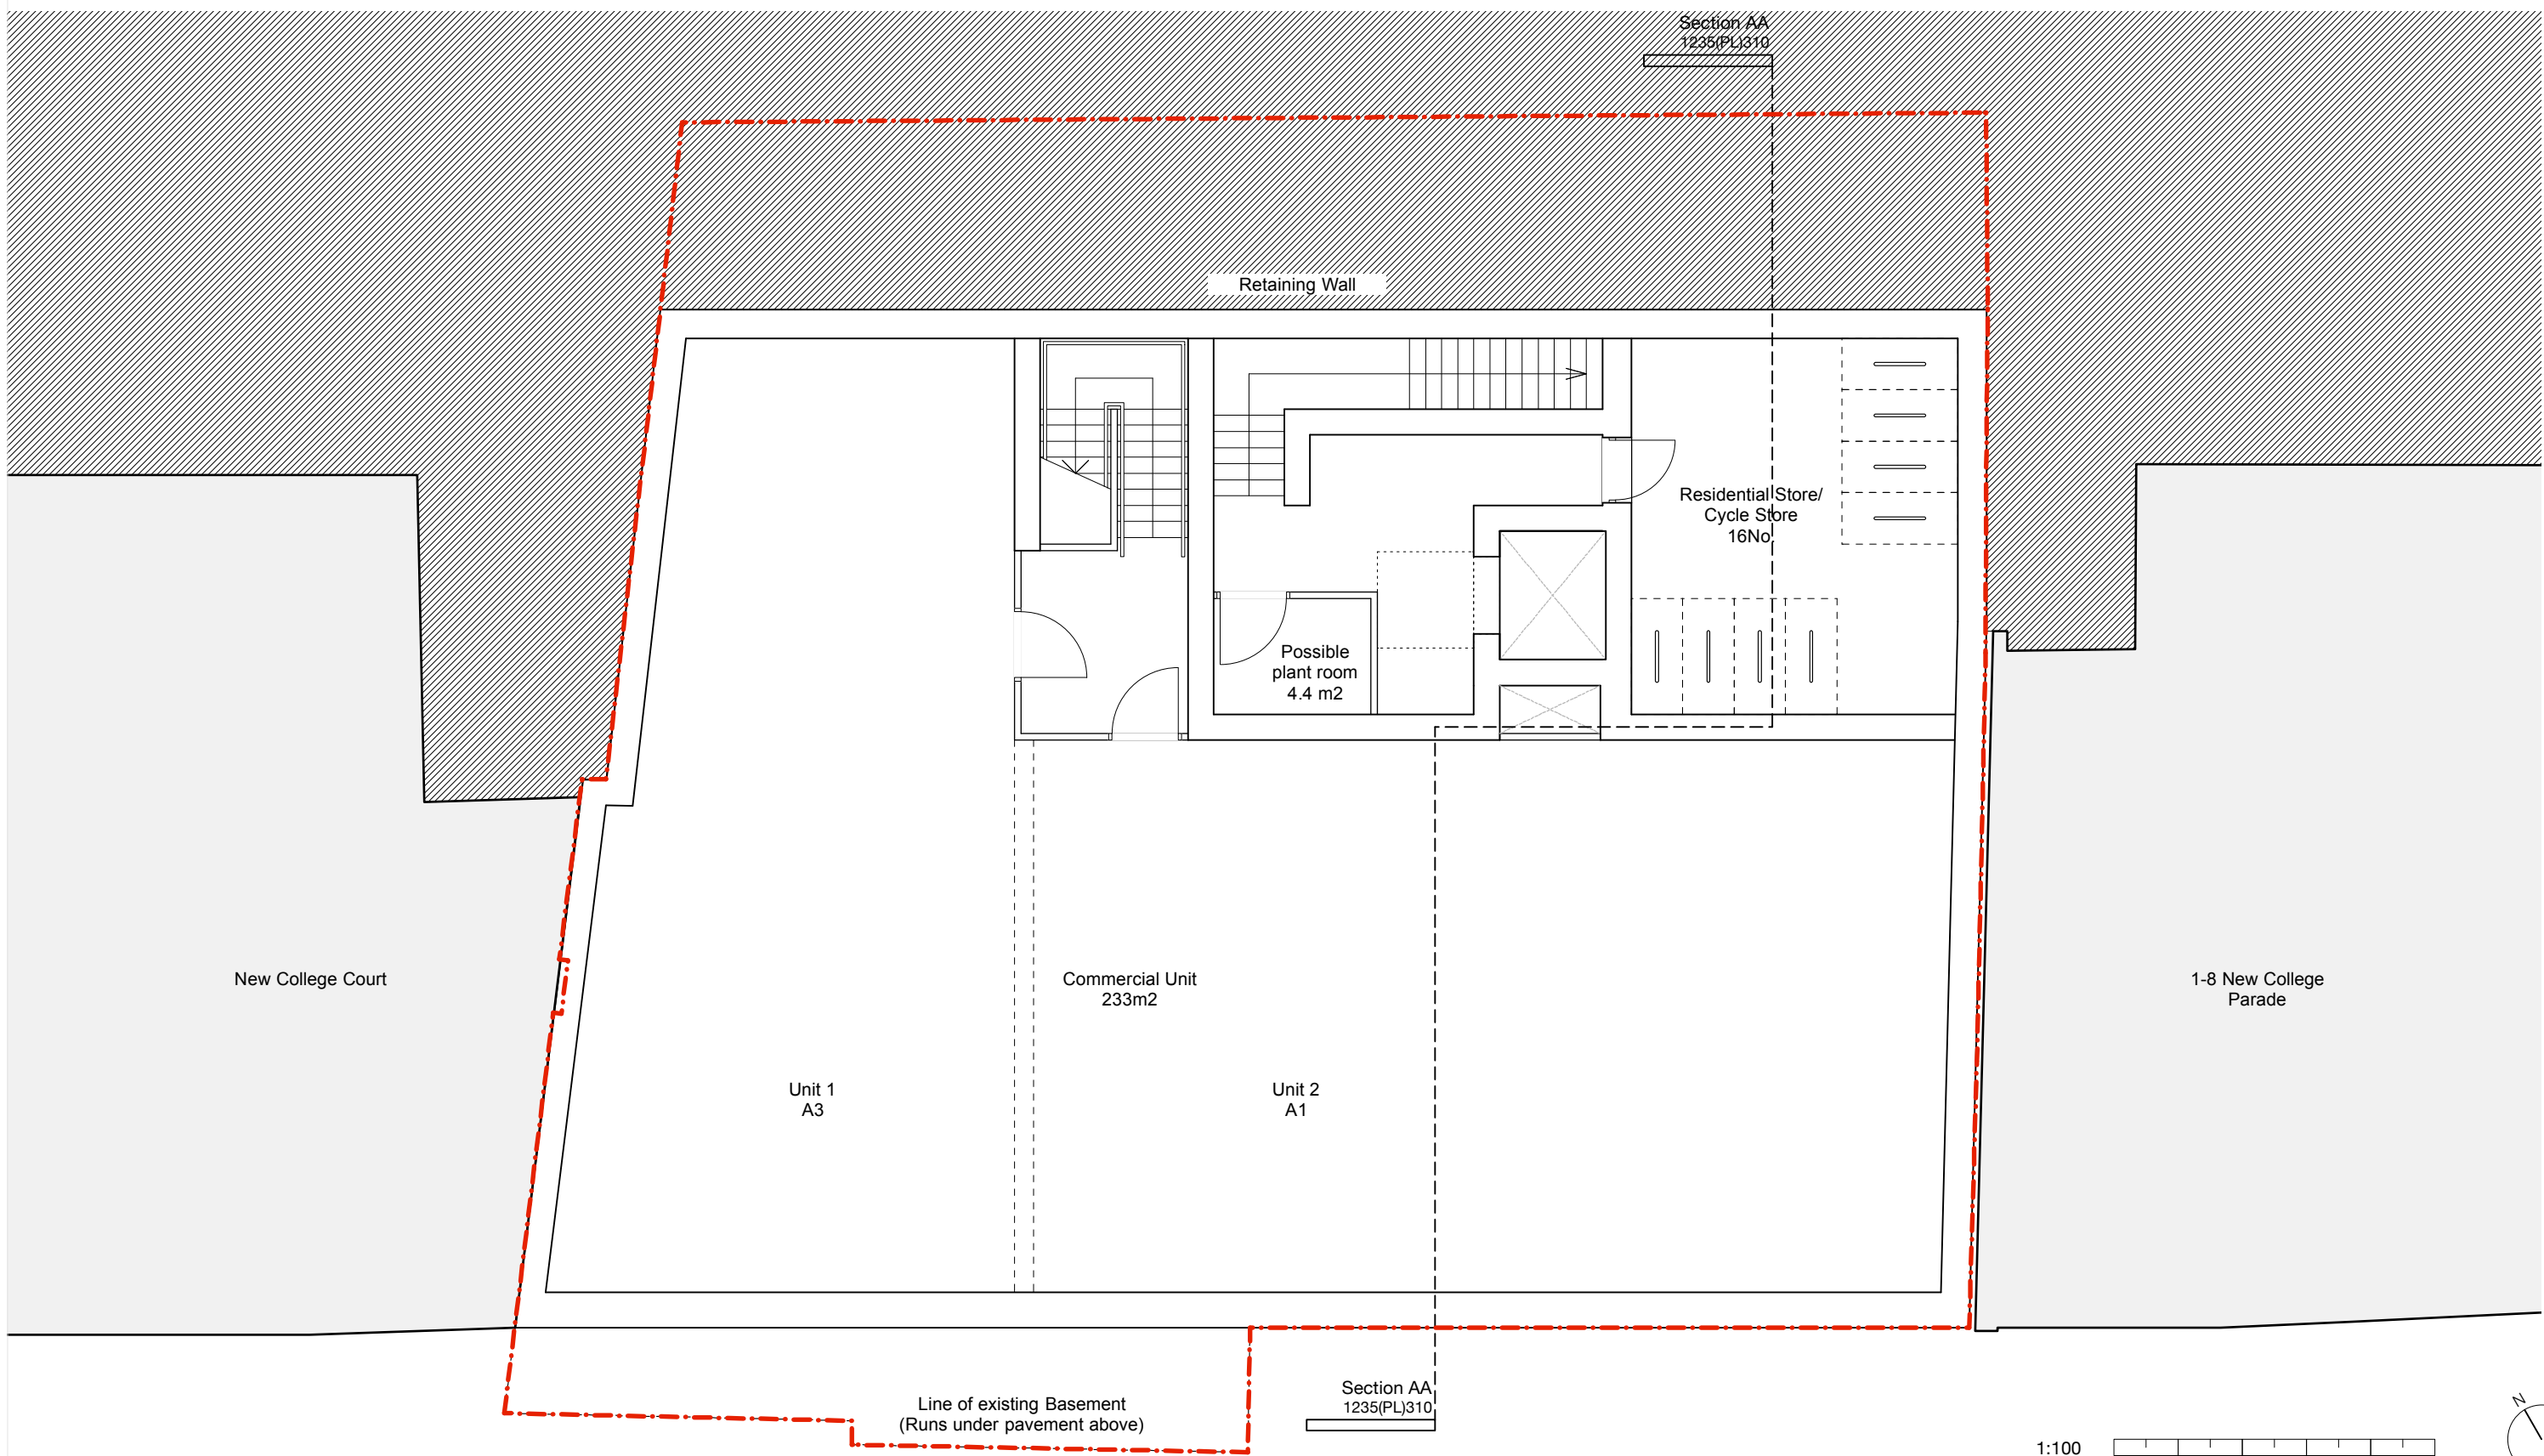 Section AA
1235(PL)310
Retaining Wall
Residential Store/
Cycle Store
16No.
Possible
plant room
4.4 m2
New College Court
Commercial Unit
233m2
1-8 New College
Parade
Unit 1
A3
Unit 2
A1
Line of existing Basement
(Runs under pavement above)
Section AA
1235(PL)310
N
1:100